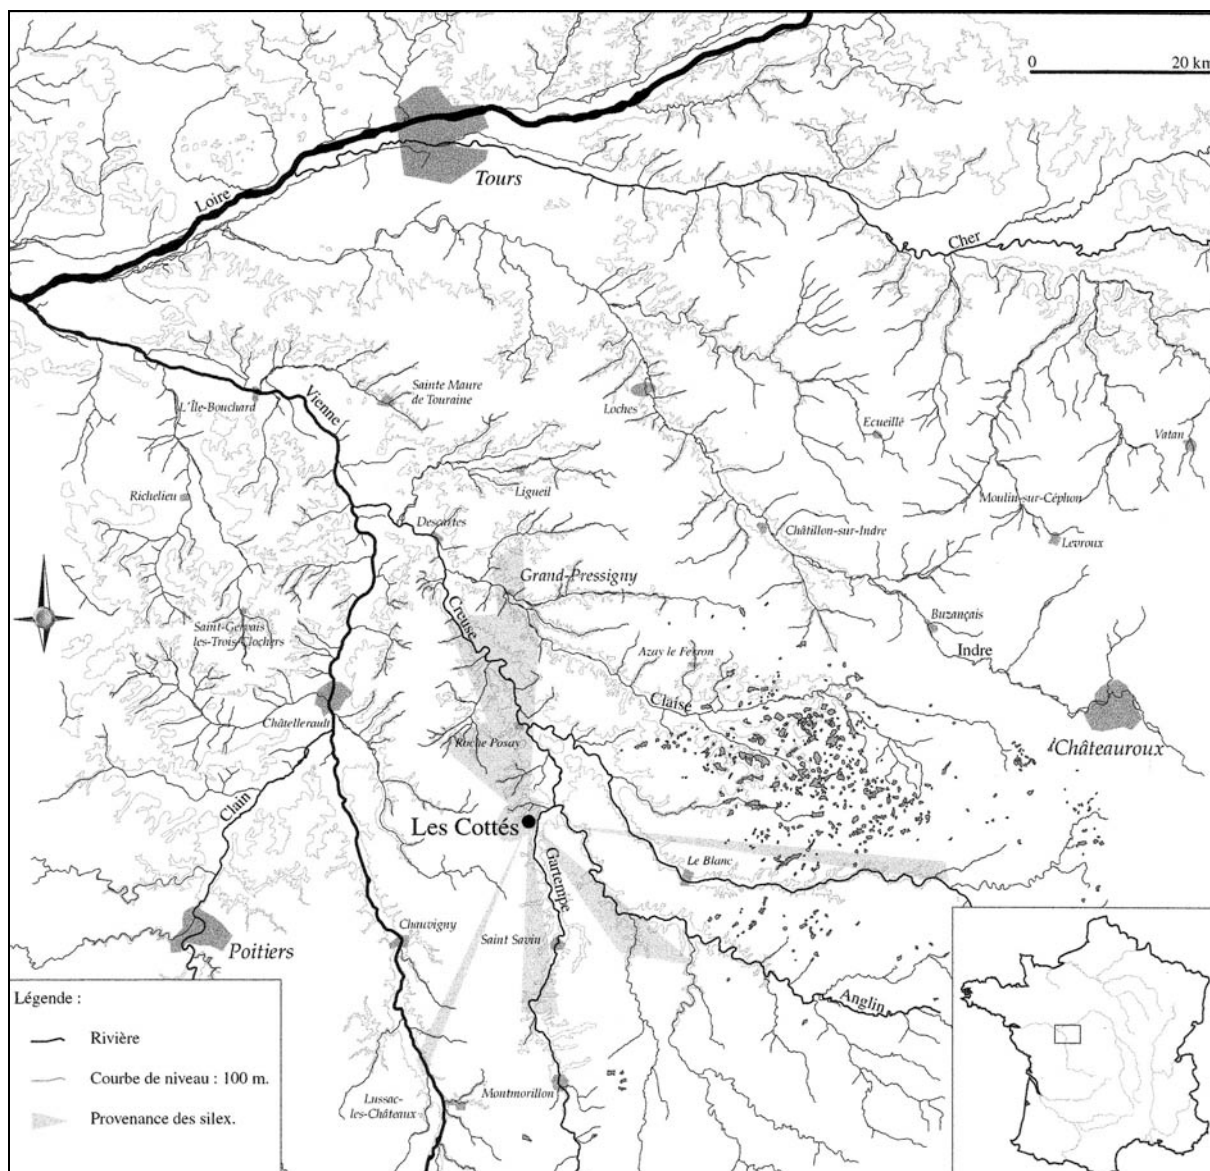 0 20 km
Tours
Loire
Cher
Sainte Maure
de Touraine
L'Île-Bouchard
Vienne
Loches
Ecueillé
Vatan
Richelieu
Ligueil
Moulin-sur-Céphon
Descartes
Châtillon-sur-Indre
Levroux
Grand-Pressigny
Creuse
Saint-Gervais
les-Trois-Clochers
Buzançais
Indre
Azay le Ferron
Claise
Châtellerault
Roche Posay
Châteauroux
Clain
Les Cottés
Gartempe
Le Blanc
Chauvigny
Saint Savin
Poitiers
Anglin
Légende :
Rivière
Courbe de niveau : 100 m.
Provenance des silex.
Lussac-
les-Châteaux
Montmorillon